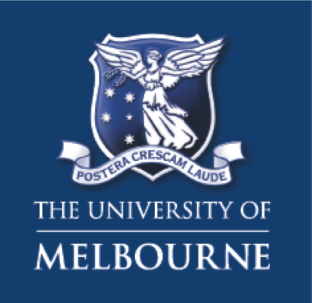 POSTERA CRESCAM LAUDE
THE UNIVERSITY OF
MELBOURNE